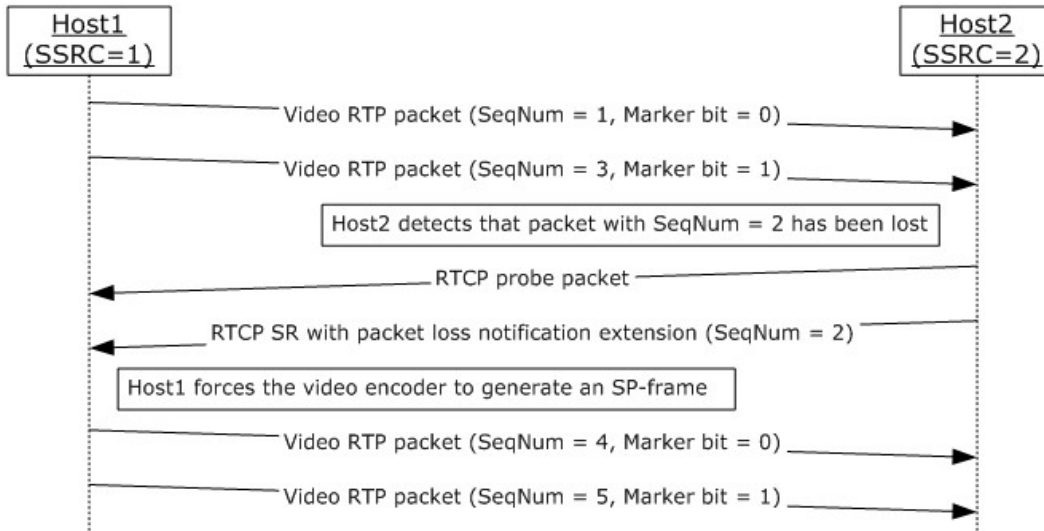 Host1
(SSRC=1)
Host2
(SSRC=2)
Video RTP packet (SeqNum = 1, Marker bit = 0)
Video RTP packet (SeqNum = 3, Marker bit = 1)
Host2 detects that packet with SeqNum = 2 has been lost
RTCP probe packet
RTCP SR with packet loss notification extension (SeqNum = 2)
Host1 forces the video encoder to generate an SP-frame
Video RTP packet (SeqNum = 4, Marker bit = 0)
Video RTP packet (SeqNum = 5, Marker bit = 1)